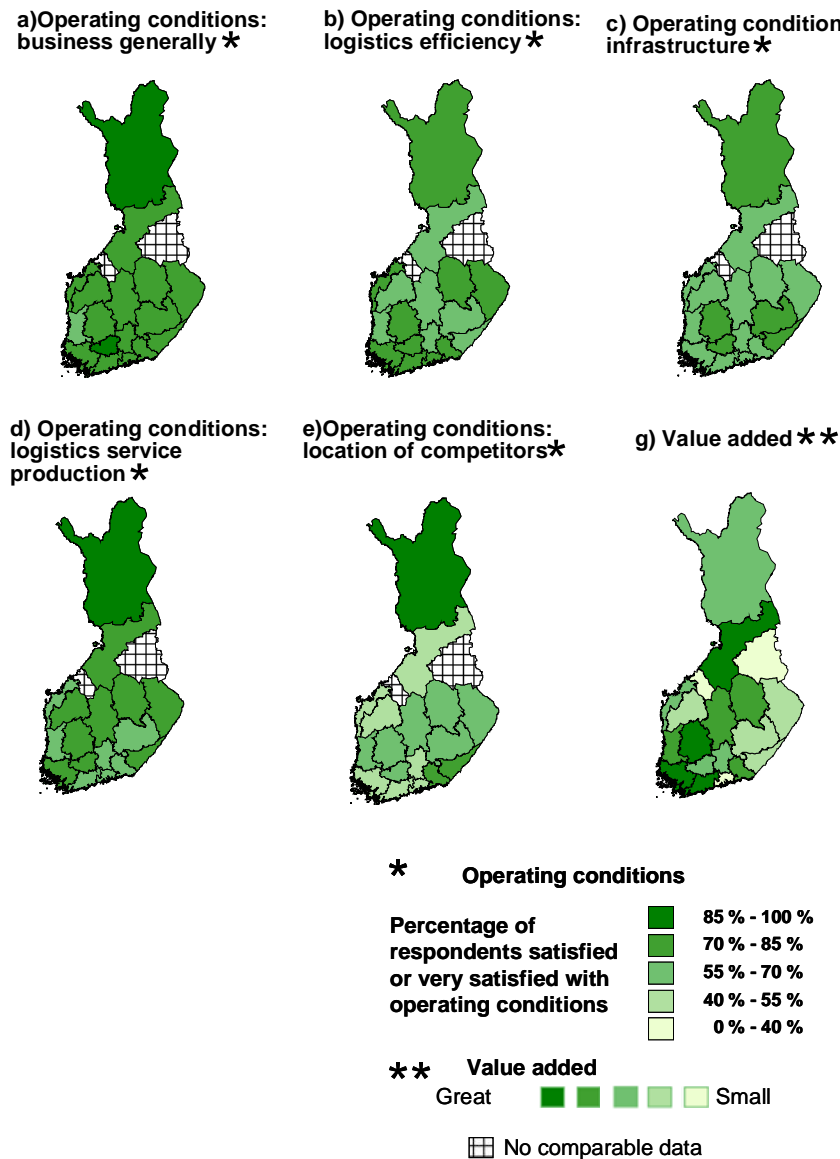 a)Operating conditions:
business generally *
b) Operating conditions:
logistics efficiency *
c) Operating condition
infrastructure *
d) Operating conditions:
logistics service
production *
e)Operating conditions:
location of competitors*
g) Value added **
* Operating conditions
Percentage of
respondents satisfied
or very satisfied with
operating conditions
85 % - 100 %
70 % - 85 %
55 % - 70 %
40 % - 55 %
0 % - 40 %
** Value added
Great Small
No comparable data